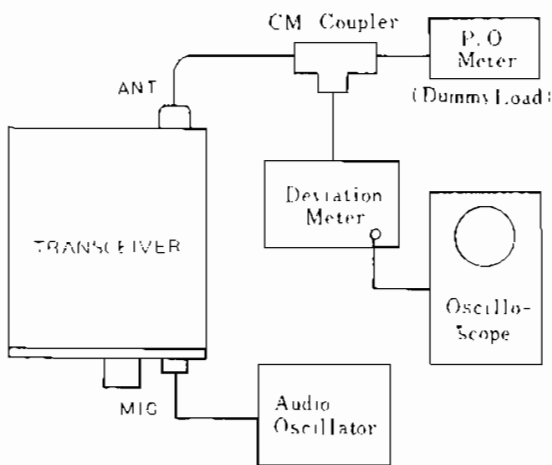 CM Coupler
P.O
Meter
(Dummy Load)
ANT
Deviation
Meter
TRANSCEIVER
Oscillo-
Scope
MIC
Audio
Oscillator